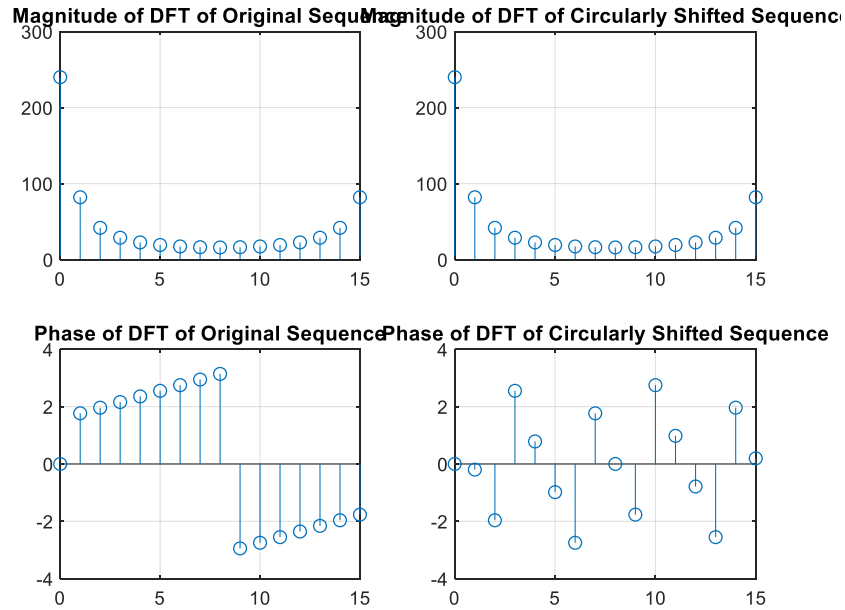 Magnitude of DFT of Original Sequence
300
200
100
0
0 5 10 15
Magnitude of DFT of Circularly Shifted Sequence
300
200
100
0
0 5 10 15
Phase of DFT of Original Sequence
4
2
0
-2
-4
0 5 10 15
Phase of DFT of Circularly Shifted Sequence
4
2
0
-2
-4
0 5 10 15